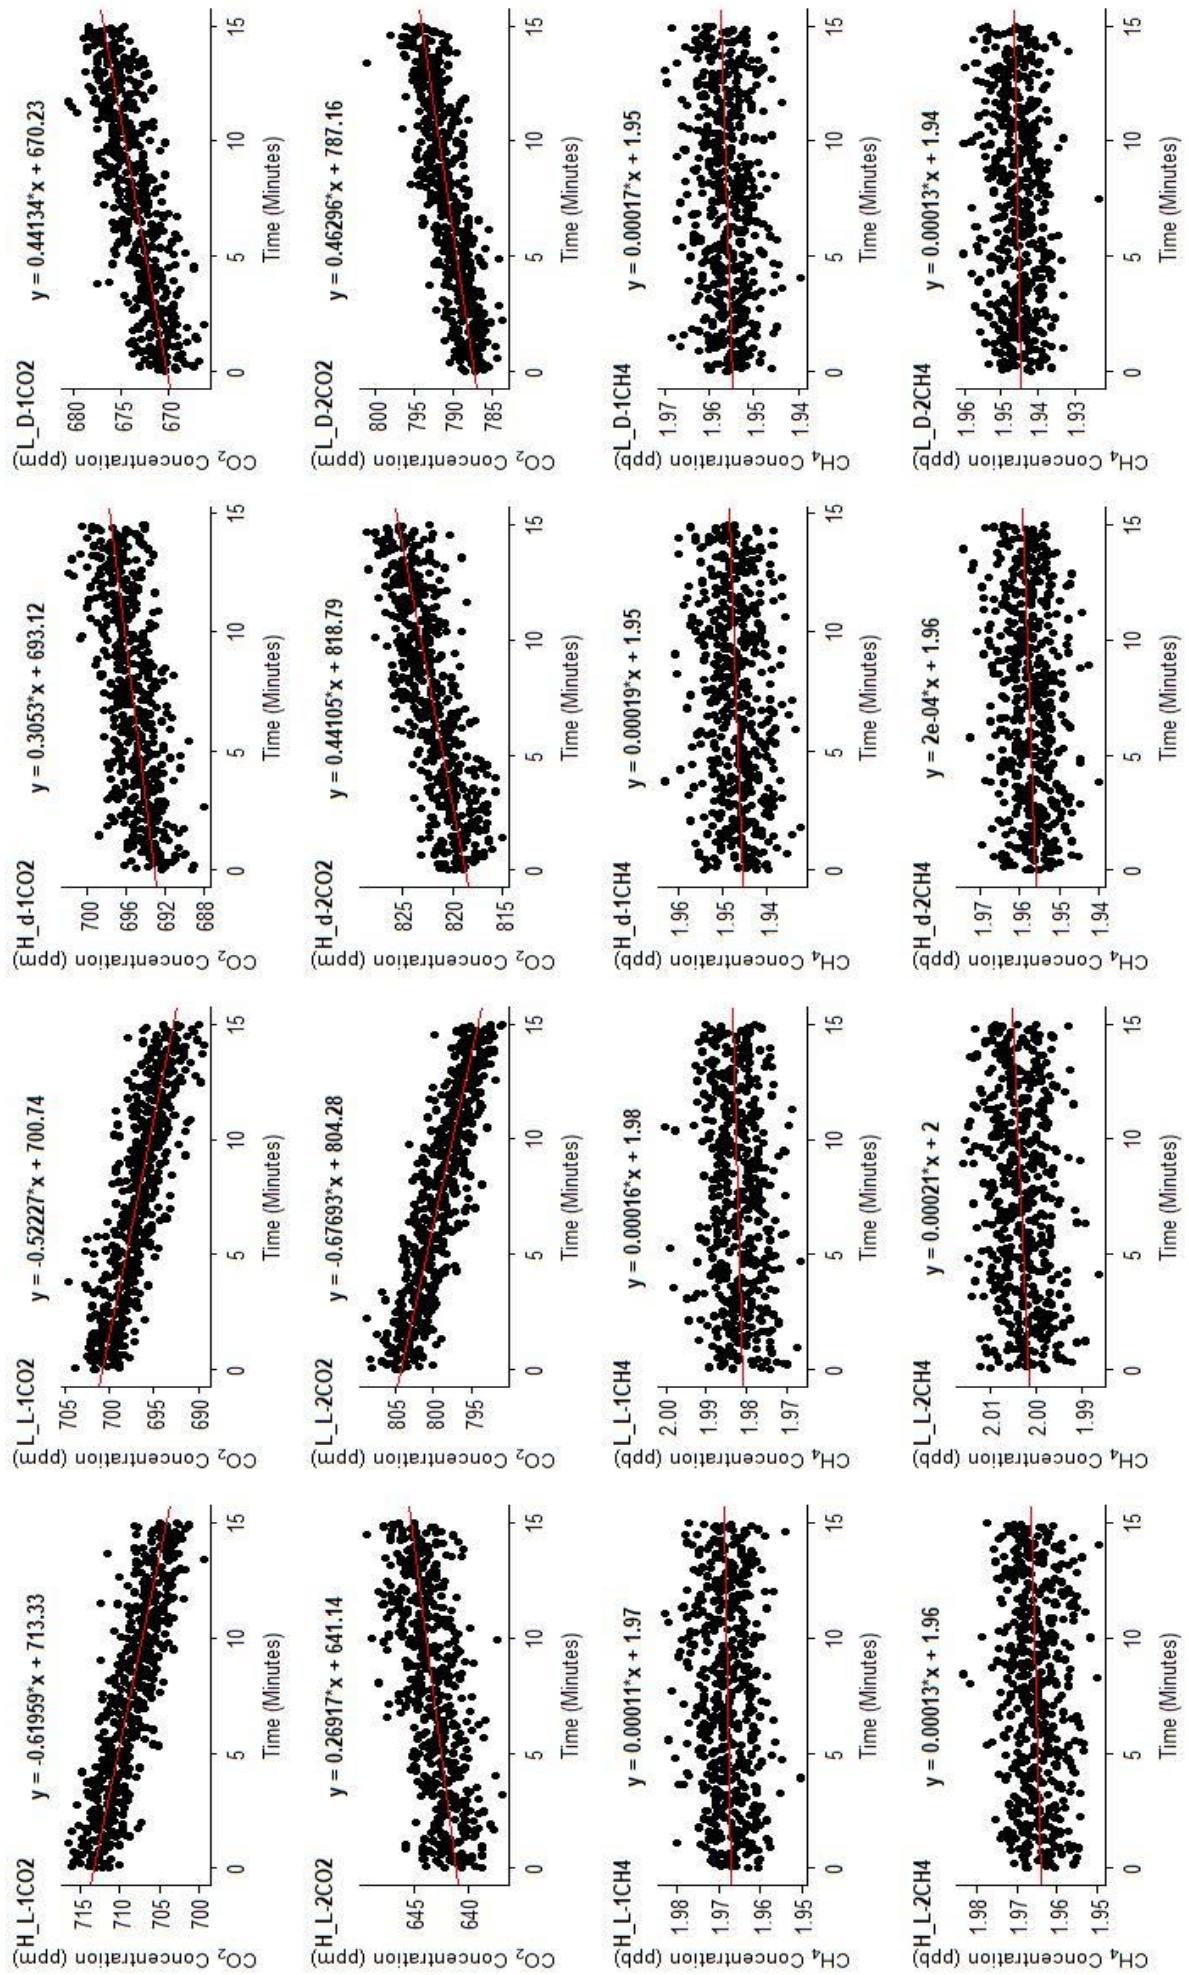 H_L-1CO2
y = -0.61959*x + 713.33
CO₂ Concentration (ppm)
715
710
705
700
0 5 10 15
Time (Minutes)
L_L-1CO2
y = -0.52227*x + 700.74
CO₂ Concentration (ppm)
705
700
695
690
0 5 10 15
Time (Minutes)
H_d-1CO2
y = 0.3053*x + 693.12
CO₂ Concentration (ppm)
700
696
692
688
0 5 10 15
Time (Minutes)
L_D-1CO2
y = 0.44134*x + 670.23
CO₂ Concentration (ppm)
680
675
670
0 5 10 15
Time (Minutes)
H_L-2CO2
y = 0.26917*x + 641.14
CO₂ Concentration (ppm)
645
640
0 5 10 15
Time (Minutes)
L_L-2CO2
y = -0.67693*x + 804.28
CO₂ Concentration (ppm)
805
800
795
0 5 10 15
Time (Minutes)
H_d-2CO2
y = 0.44105*x + 818.79
CO₂ Concentration (ppm)
825
820
815
0 5 10 15
Time (Minutes)
L_D-2CO2
y = 0.46296*x + 787.16
CO₂ Concentration (ppm)
800
795
790
785
0 5 10 15
Time (Minutes)
H_L-1CH4
y = 0.00011*x + 1.97
CH₄ Concentration (ppb)
1.98
1.97
1.96
1.95
0 5 10 15
Time (Minutes)
L_L-1CH4
y = 0.00016*x + 1.98
CH₄ Concentration (ppb)
2.00
1.99
1.98
1.97
0 5 10 15
Time (Minutes)
H_d-1CH4
y = 0.00019*x + 1.95
CH₄ Concentration (ppb)
1.96
1.95
1.94
0 5 10 15
Time (Minutes)
L_D-1CH4
y = 0.00017*x + 1.95
CH₄ Concentration (ppb)
1.97
1.96
1.95
1.94
0 5 10 15
Time (Minutes)
H_L-2CH4
y = 0.00013*x + 1.96
CH₄ Concentration (ppb)
1.98
1.97
1.96
1.95
0 5 10 15
Time (Minutes)
L_L-2CH4
y = 0.00021*x + 2
CH₄ Concentration (ppb)
2.01
2.00
1.99
0 5 10 15
Time (Minutes)
H_d-2CH4
y = 2e-04*x + 1.96
CH₄ Concentration (ppb)
1.97
1.96
1.95
1.94
0 5 10 15
Time (Minutes)
L_D-2CH4
y = 0.00013*x + 1.94
CH₄ Concentration (ppb)
1.96
1.95
1.94
1.93
0 5 10 15
Time (Minutes)